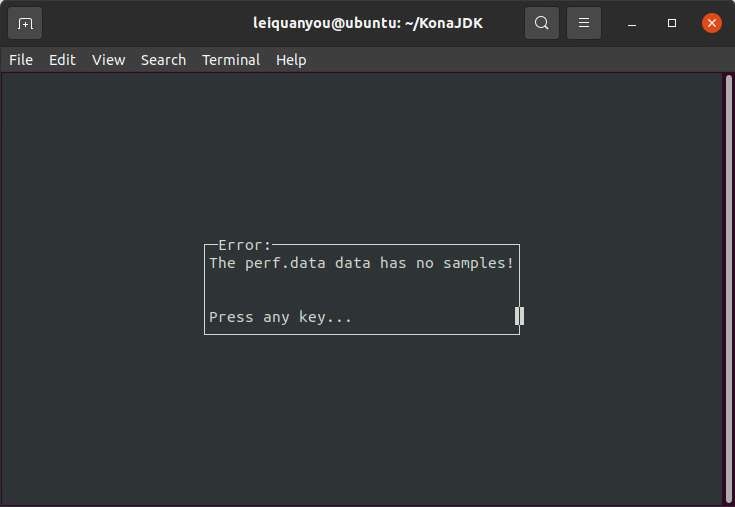 leiquanyou@ubuntu: ~/KonaJDK
File Edit View Search Terminal Help
Error:
The perf.data data has no samples!
Press any key...